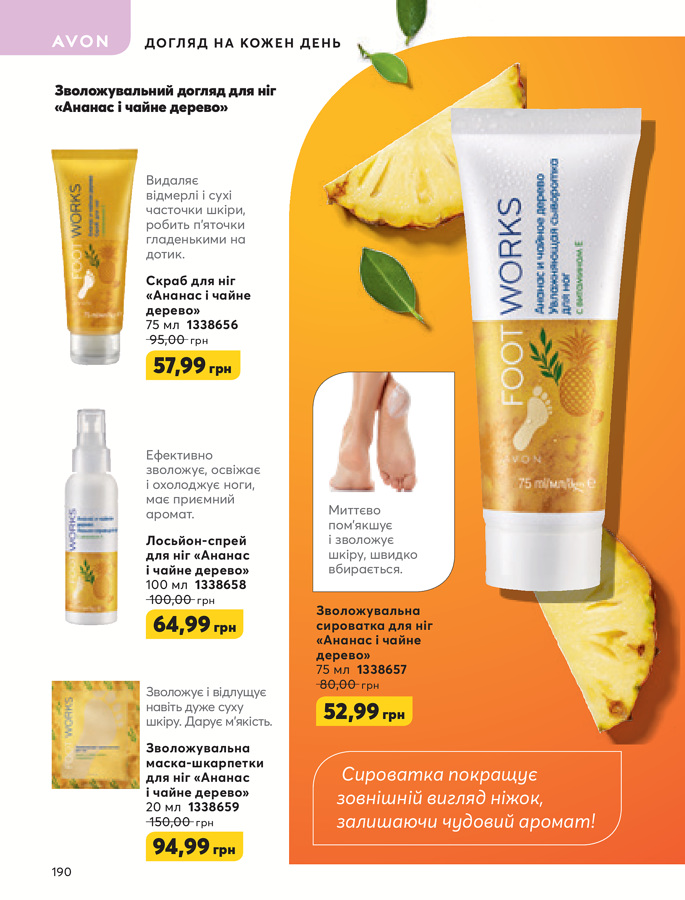 AVON
ДОГЛЯД НА КОЖЕН ДЕНЬ
Зволожувальний догляд для ніг
«Ананас і чайне дерево»
Видаляє
відмерлі і сухі
часточки шкіри,
робить п'яточки
гладенькими на
дотик.
Скраб для ніг
«Ананас і чайне
дерево»
75 мл 1338656
95,00 грн
57,99 грн
FOOT WORKS
Ефективно
зволожує, освіжає
і охолоджує ноги,
має приємний
аромат.
Лосьйон-спрей
для ніг «Ананас
і чайне дерево»
100 мл 1338658
100,00 грн
64,99 грн
WORKS
Зволожує і відлущує
навіть дуже суху
шкіру. Дарує м'якість.
Зволожувальна
маска-шкарпетки
для ніг «Ананас
і чайне дерево»
20 мл 1338659
150,00 грн
94,99 грн
WORKS
FOOT WORKS
Ананас и чайное дерево
Увлажняющая сыворотка
для ног
с витамином Е
AVON
75 ml/мл/
Миттєво
пом'якшує
і зволожує
шкіру, швидко
вбирається.
Зволожувальна
сироватка для ніг
«Ананас і чайне
дерево»
75 мл 1338657
80,00 грн
52,99 грн
Сироватка покращує
зовнішній вигляд ніжок,
залишаючи чудовий аромат!
190